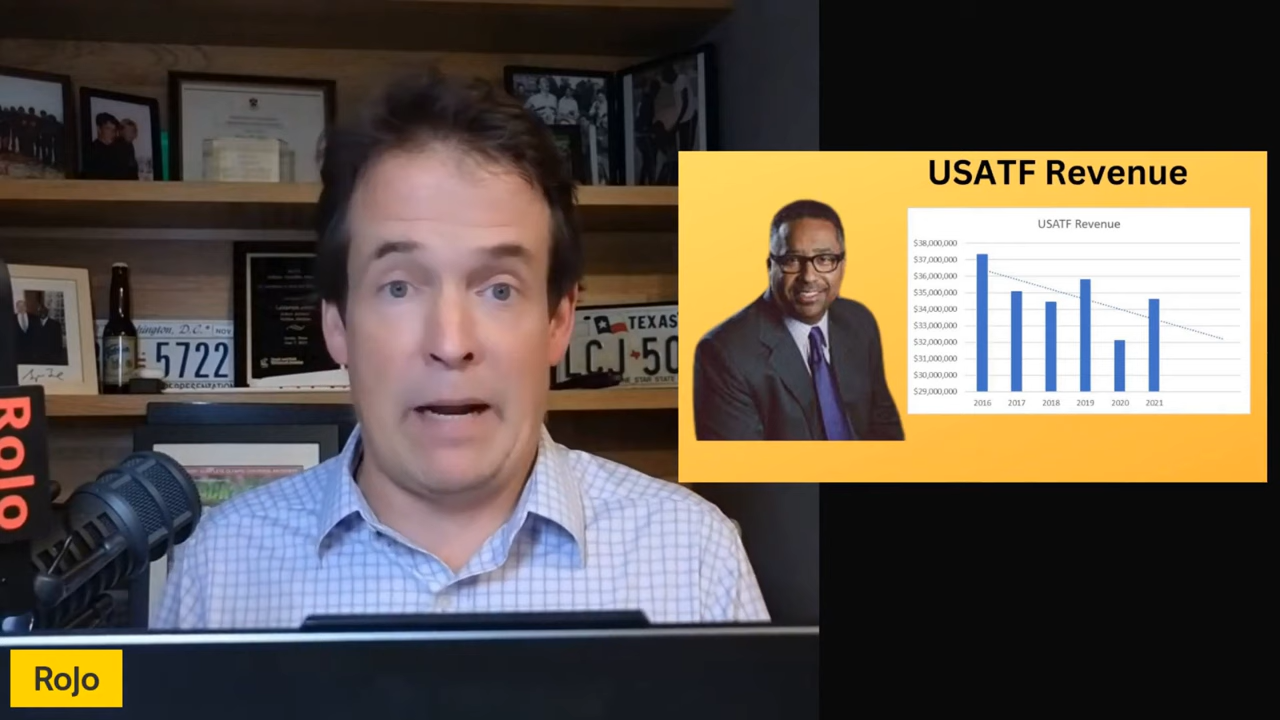 USATF Revenue
USATF Revenue
$38,000,000
$37,000,000
$36,000,000
$35,000,000
$34,000,000
$33,000,000
$32,000,000
$31,000,000
$30,000,000
$29,000,000
2016 2017 2018 2019 2020 2021
NOV
5722
TEXAS
LCJ 50
RoJo
RoJo